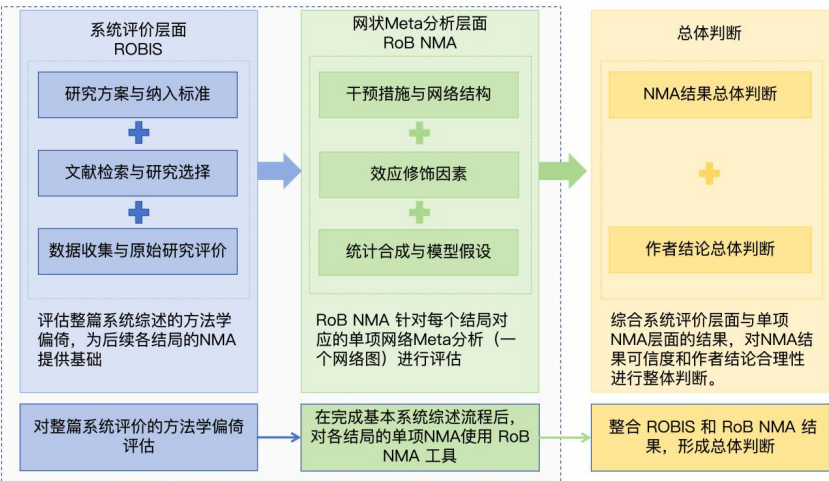 系统评价层面
ROBIS
研究方案与纳入标准
文献检索与研究选择
数据收集与原始研究评价
评估整篇系统综述的方法学
偏倚，为后续各结局的NMA
提供基础
对整篇系统评价的方法学偏倚
评估
网状Meta分析层面
RoB NMA
干预措施与网络结构
效应修饰因素
统计合成与模型假设
RoB NMA 针对每个结局对
应的单项网络Meta分析（一
个网络图）进行评估
在完成基本系统综述流程后，
对各结局的单项NMA使用 RoB
NMA 工具
总体判断
NMA结果总体判断
作者结论总体判断
综合系统评价层面与单项
NMA层面的结果，对NMA结
果可信度和作者结论合理性
进行整体判断。
整合 ROBIS 和 RoB NMA 结
果，形成总体判断